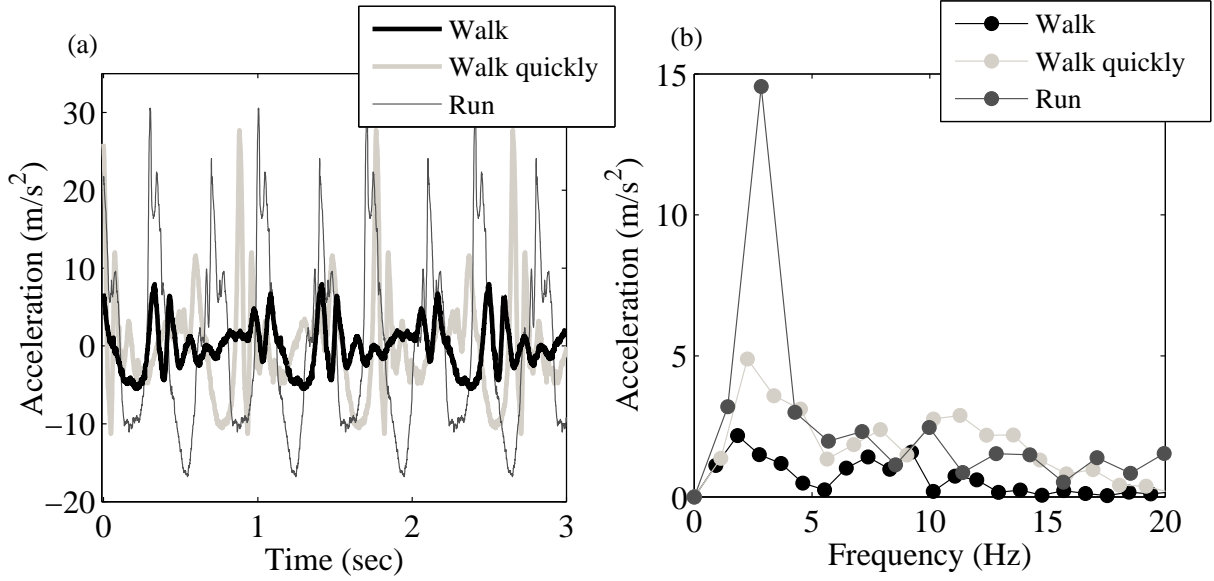 (a)
Walk
Walk quickly
Run
Acceleration (m/s²)
30
20
10
0
−10
−20
0
1
2
3
Time (sec)
(b)
Walk
Walk quickly
Run
Acceleration (m/s²)
15
10
5
0
0
5
10
15
20
Frequency (Hz)